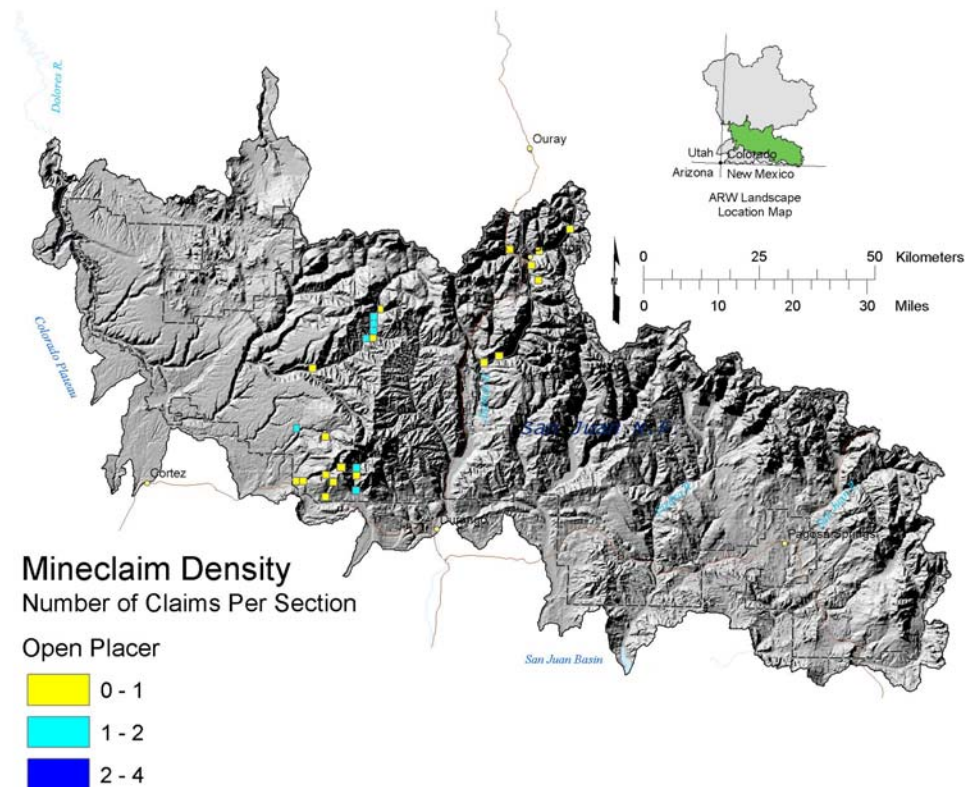 Dolores R.
Ouray
Utah
Colorado
Arizona
New Mexico
ARW Landscape
Location Map
0 25 50 Kilometers
0 10 20 30 Miles
Colorado Plateau
San Juan N.F.
Cortez
Durango
Pagosa Springs
Mineclaim Density
Number of Claims Per Section
Open Placer
San Juan Basin
0 - 1
1 - 2
2 - 4